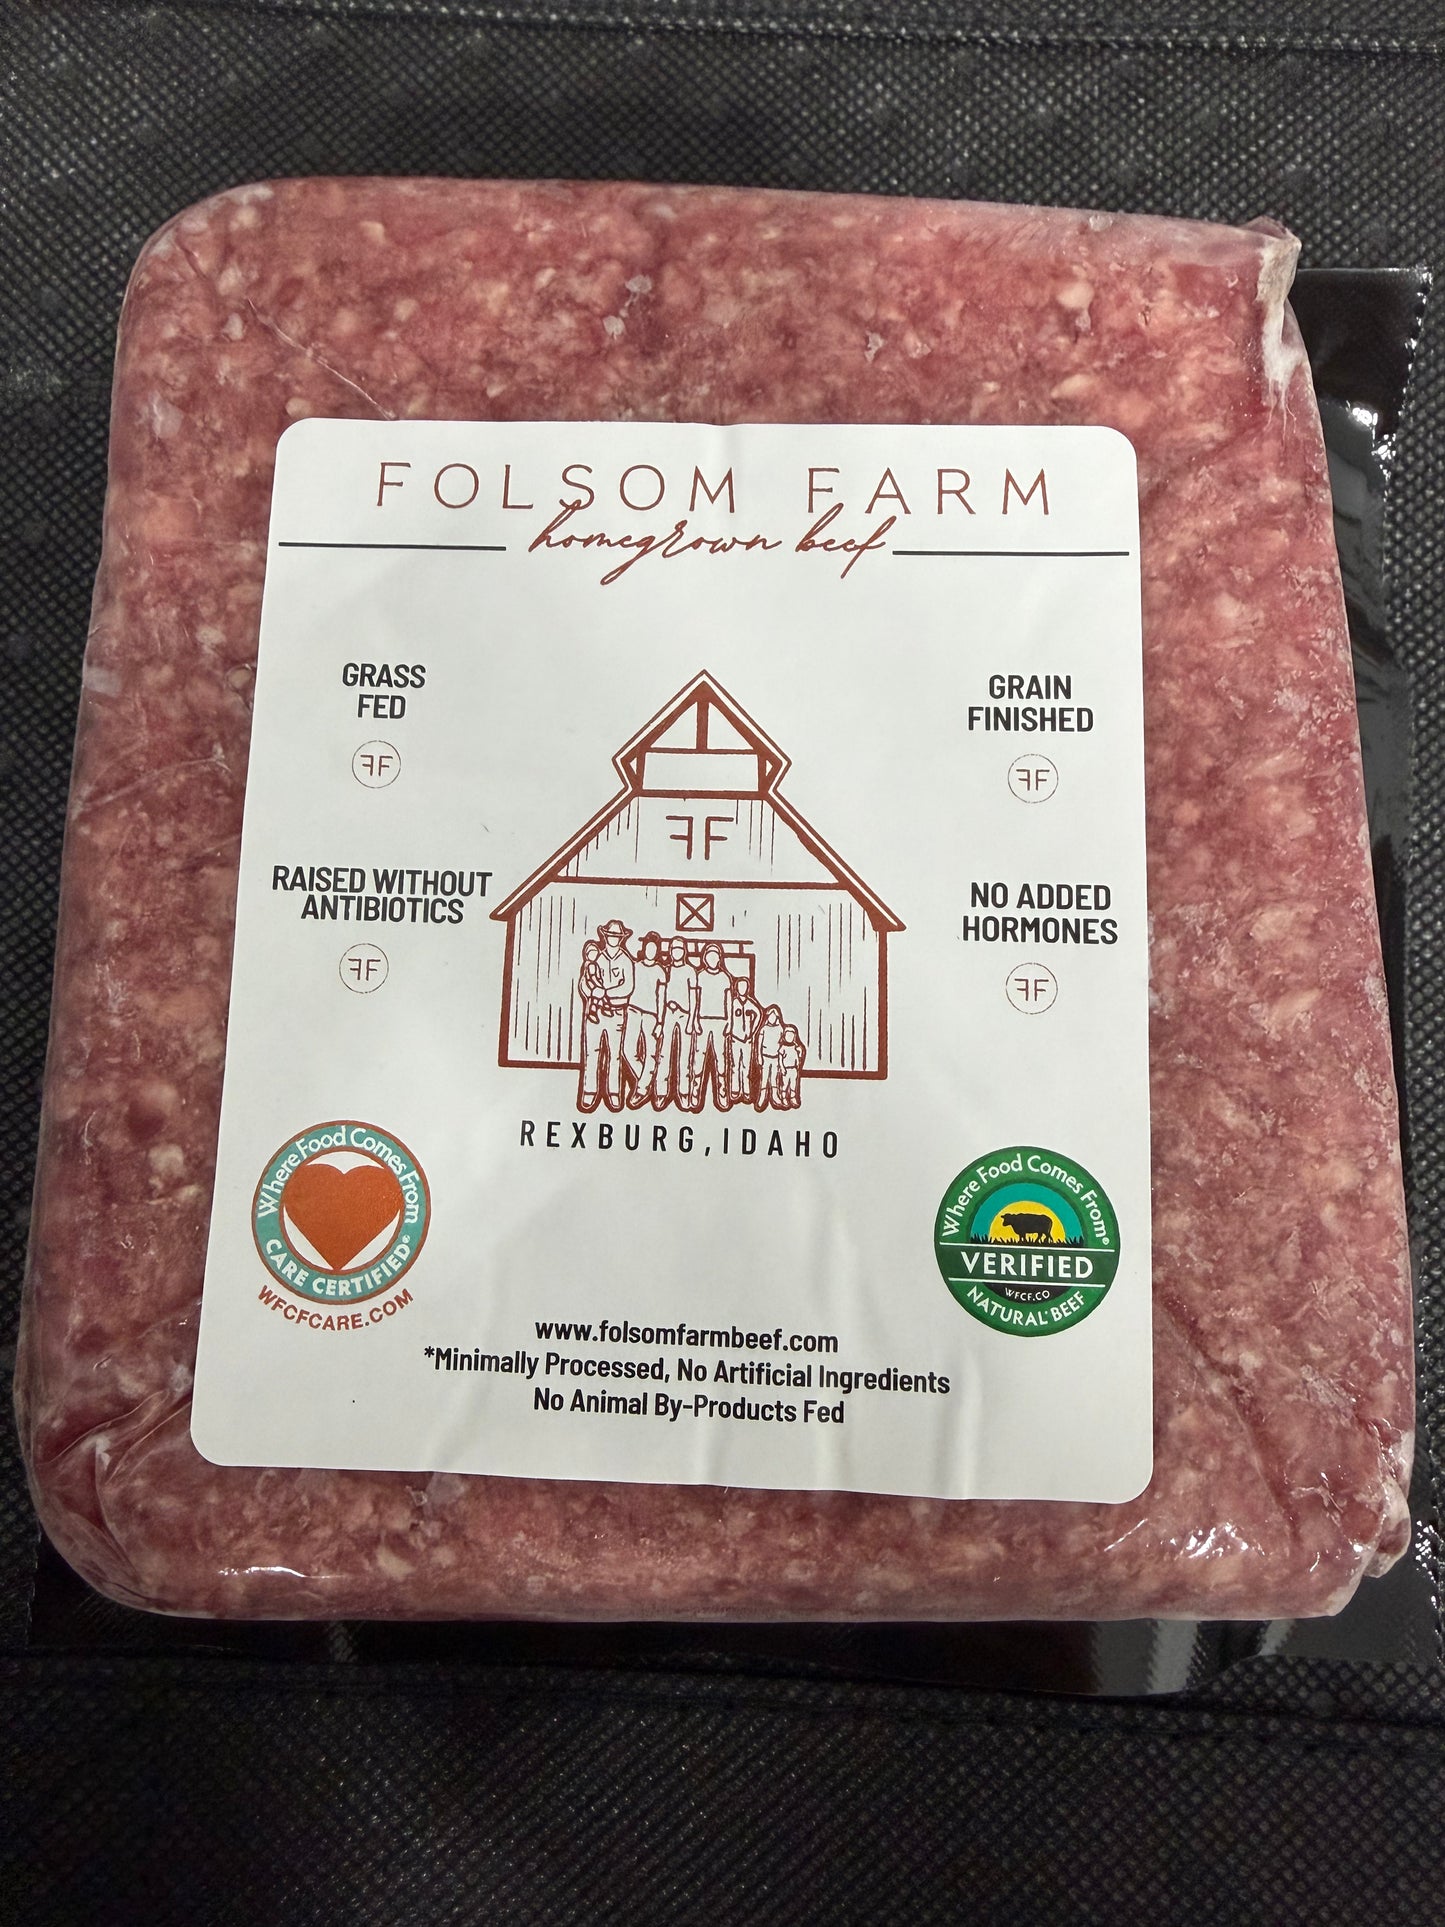 FOLSOM FARM
homegrown beef
GRASS
FED
FF
GRAIN
FINISHED
FF
FF
RAISED WITHOUT
ANTIBIOTICS
FF
NO ADDED
HORMONES
FF
REXBURG, IDAHO
Where Food Comes From
CARE CERTIFIED®
WFCFCARE.COM
Where Food Comes From®
VERIFIED
WFCF.CO
NATURAL* BEEF
www.folsomfarmbeef.com
*Minimally Processed, No Artificial Ingredients
No Animal By-Products Fed